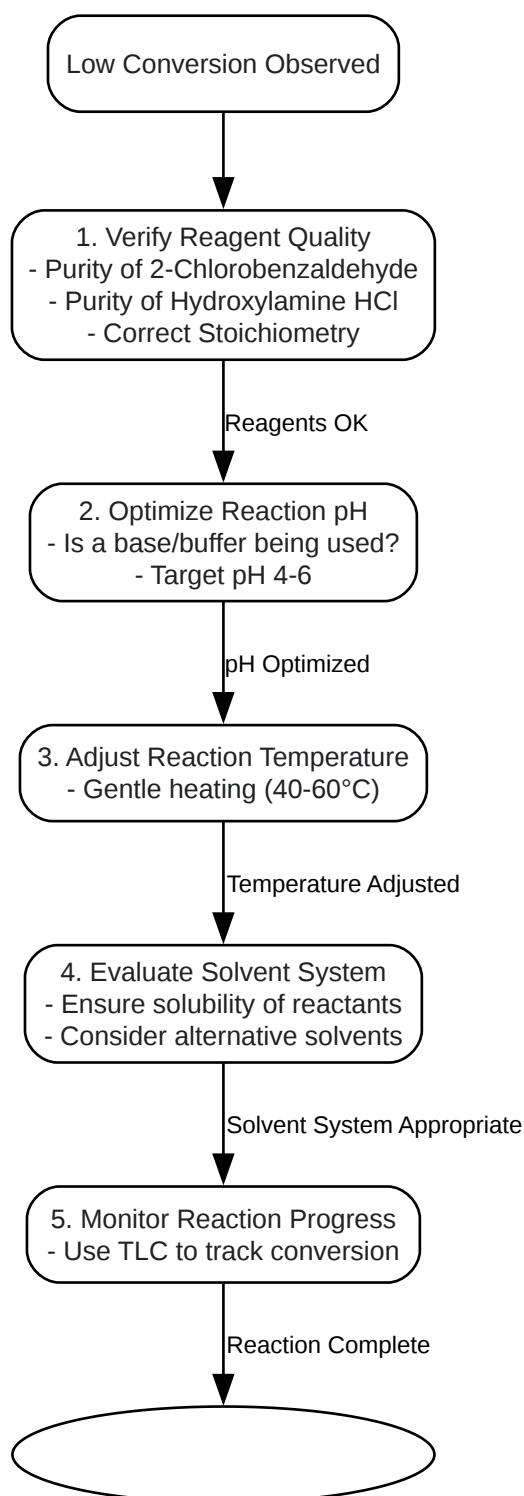 Low Conversion Observed
1. Verify Reagent Quality
- Purity of 2-Chlorobenzaldehyde
- Purity of Hydroxylamine HCl
- Correct Stoichiometry
Reagents OK
2. Optimize Reaction pH
- Is a base/buffer being used?
- Target pH 4-6
pH Optimized
3. Adjust Reaction Temperature
- Gentle heating (40-60°C)
Temperature Adjusted
4. Evaluate Solvent System
- Ensure solubility of reactants
- Consider alternative solvents
Solvent System Appropriate
5. Monitor Reaction Progress
- Use TLC to track conversion
Reaction Complete